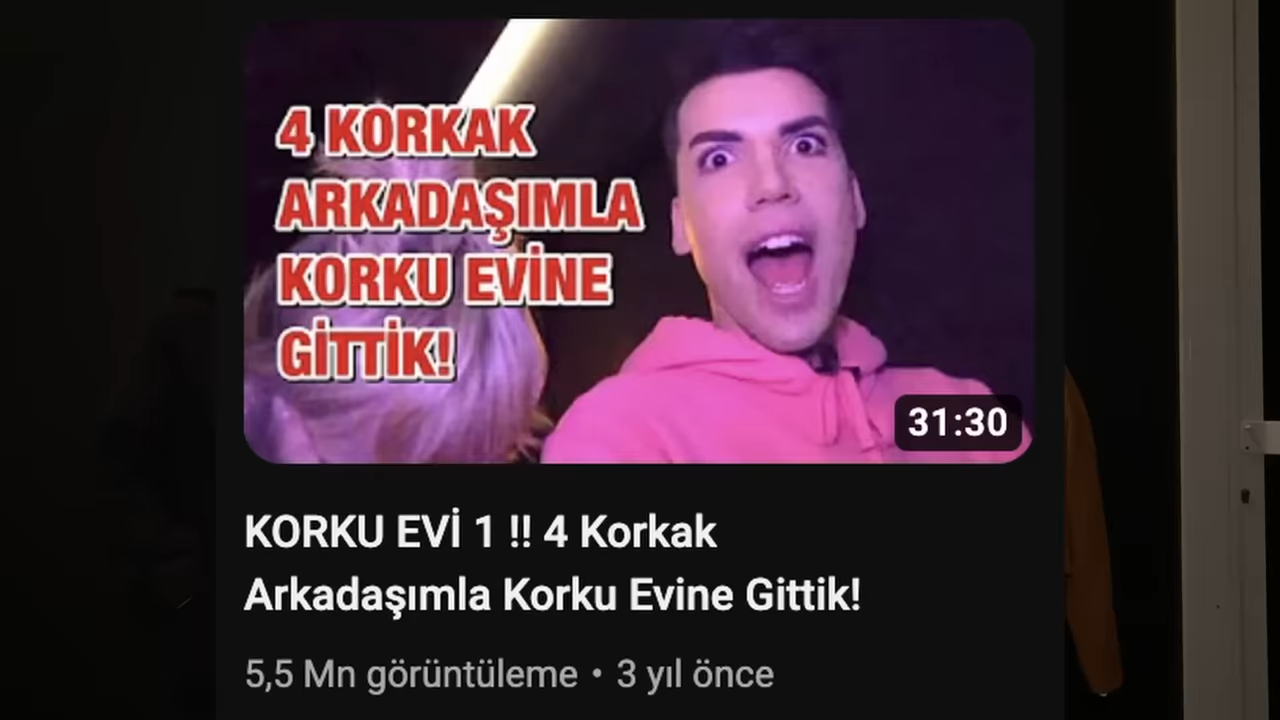 4 KORKAK
ARKADAŞIMLA
KORKU EVİNE
GİTTİK!
31:30
KORKU EVİ 1 !! 4 Korkak
Arkadaşımla Korku Evine Gittik!
5,5 Mn görüntüleme • 3 yıl önce